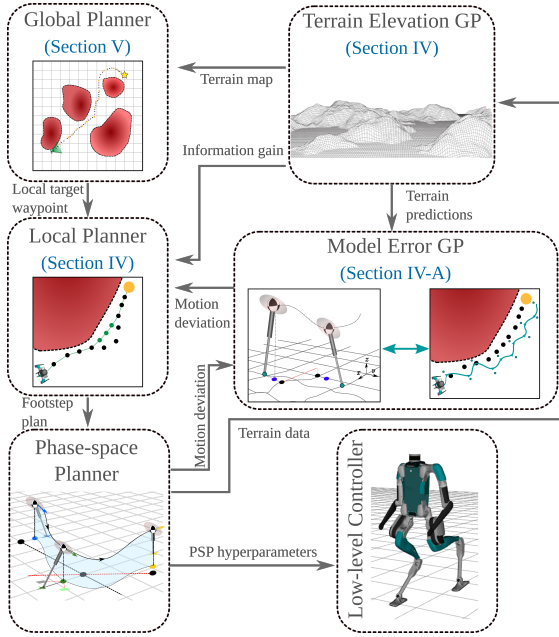 Global Planner
(Section V)
Terrain Elevation GP
(Section IV)
Terrain map
Information gain
Local target
waypoint
Terrain
predictions
Local Planner
(Section IV)
Model Error GP
(Section IV-A)
Motion
deviation
z
x
y
Footstep
plan
Motion deviation
Terrain data
Phase-space
Planner
PSP hyperparameters
Low-level Controller